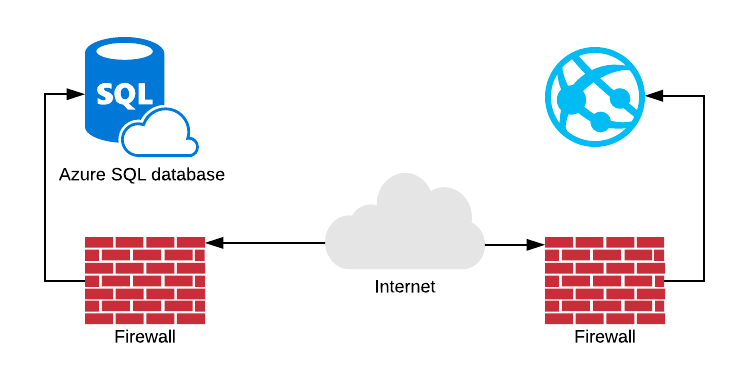 SQL
Azure SQL database
Internet
Firewall
Firewall